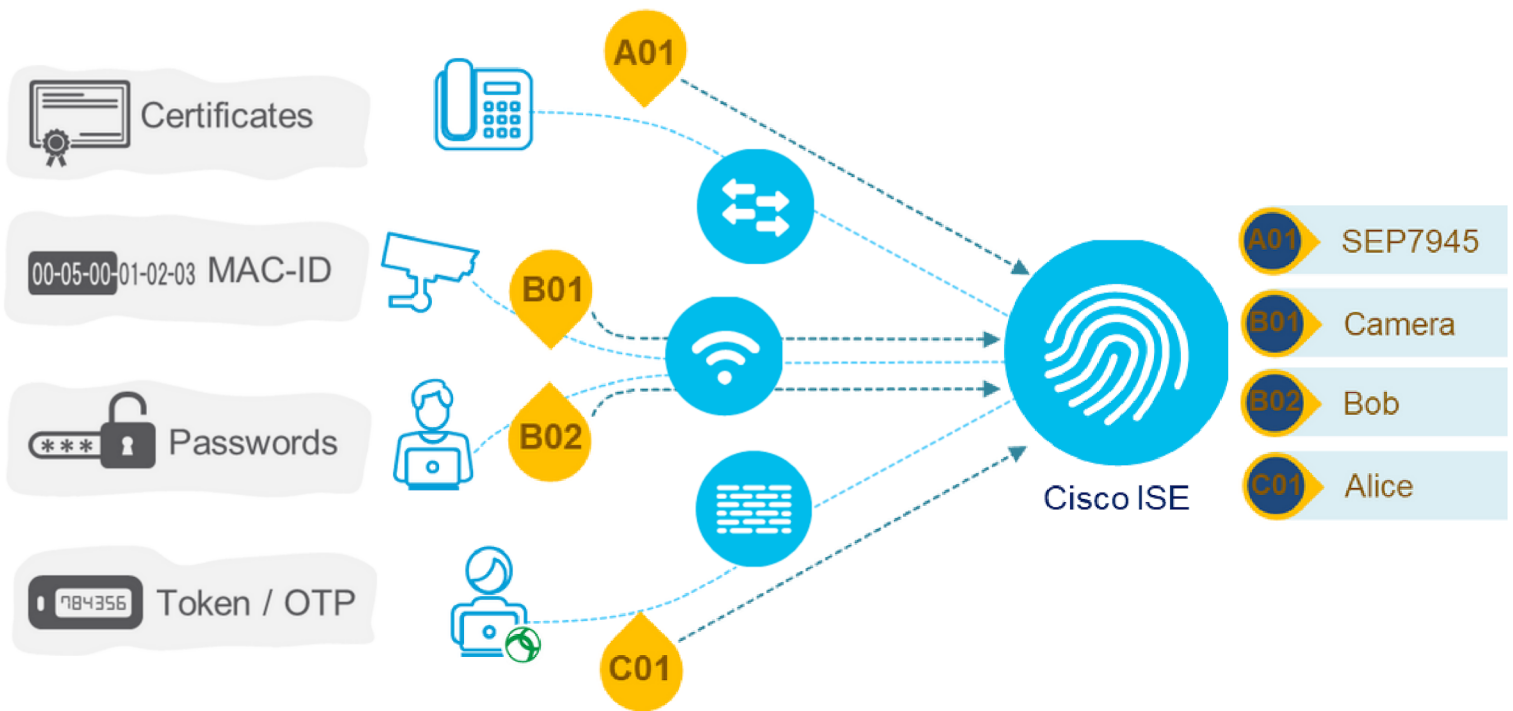 A01
Certificates
SEP7945
A01
00-05-00-01-02-03 MAC-ID
B01
B01
Camera
*** Passwords
B02
B02
Bob
Cisco ISE
C01
Alice
784356 Token / OTP
C01